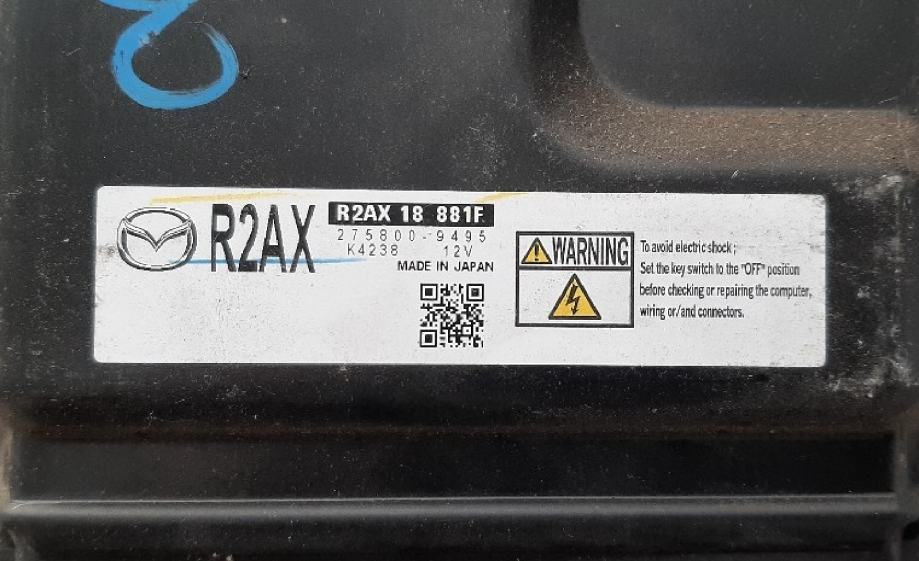 R2AX
R2AX 18 881F
275800-9495
K4238 12V
MADE IN JAPAN
WARNING
To avoid electric shock;
Set the key switch to the "OFF" position
before checking or repairing the computer,
wiring or/and connectors.